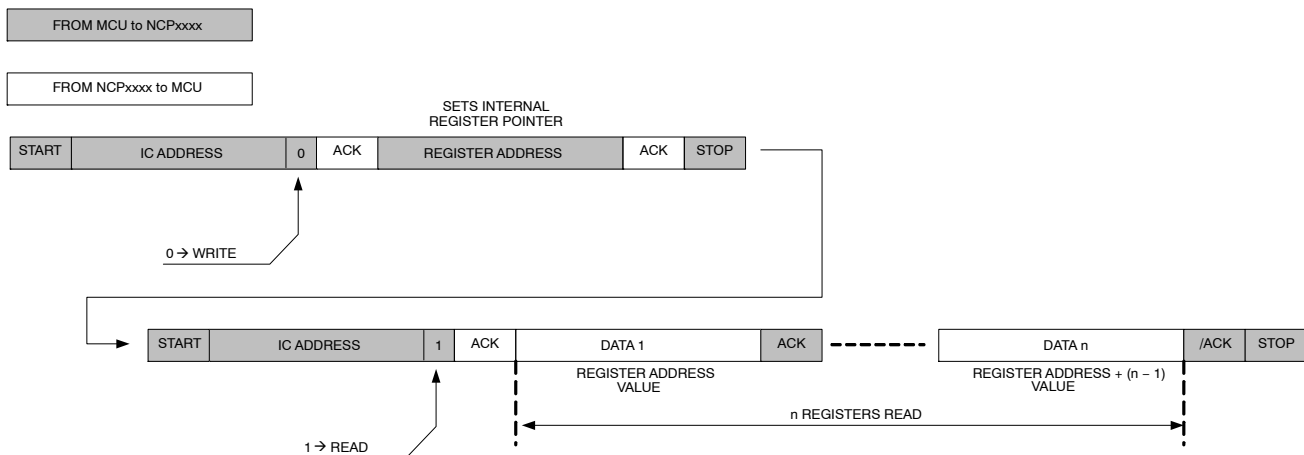 FROM MCU to NCPxxxx
FROM NCPxxxx to MCU
SETS INTERNAL
REGISTER POINTER
START IC ADDRESS 0 ACK REGISTER ADDRESS ACK STOP
0 → WRITE
START IC ADDRESS 1 ACK DATA 1 ACK DATA n /ACK STOP
REGISTER ADDRESS
VALUE
REGISTER ADDRESS + (n − 1)
VALUE
n REGISTERS READ
1 → READ